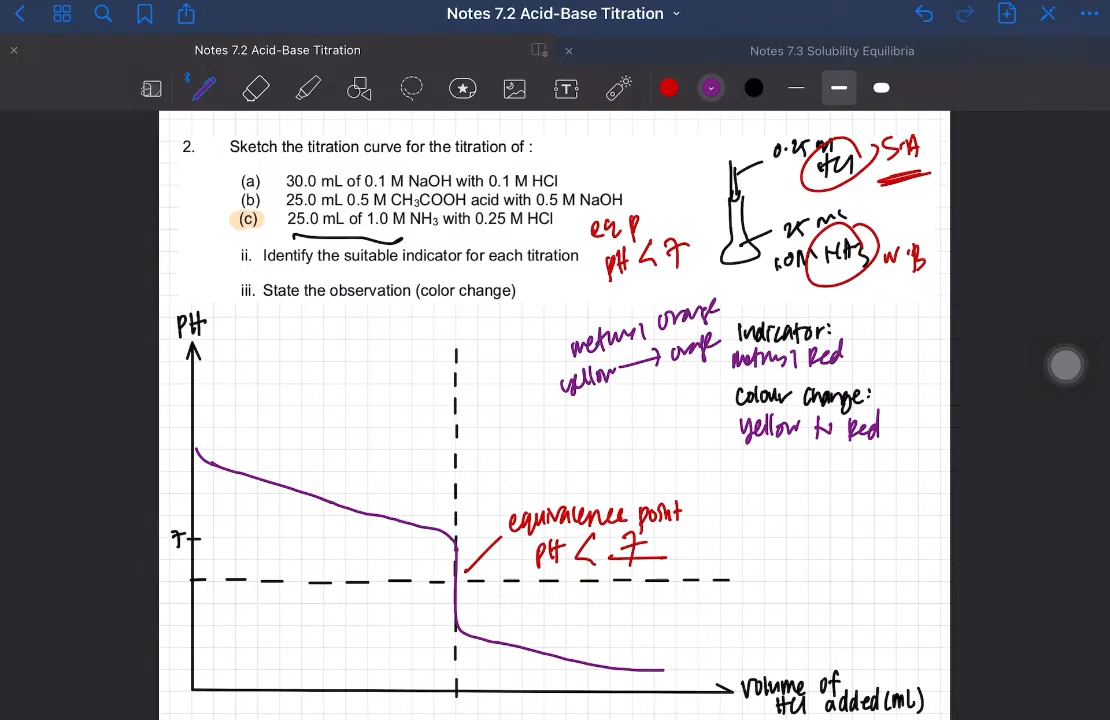 Notes 7.2 Acid-Base Titration
Notes 7.2 Acid-Base Titration
Notes 7.3 Solubility Equilibria
2. Sketch the titration curve for the titration of :
(a) 30.0 mL of 0.1 M NaOH with 0.1 M HCl
(b) 25.0 mL 0.5 M CH₃COOH acid with 0.5 M NaOH
(c) 25.0 mL of 1.0 M NH₃ with 0.25 M HCl
ii. Identify the suitable indicator for each titration
iii. State the observation (color change)
0.25 M
HCl
S.A
25 mL
1.0M NH3
W.B
eq p
pH < 7
methyl orange
yellow → orange
Indicator:
methyl Red
Colour change:
yellow to Red
pH
7
equivalence point
pH < 7
volume of
HCl added (mL)